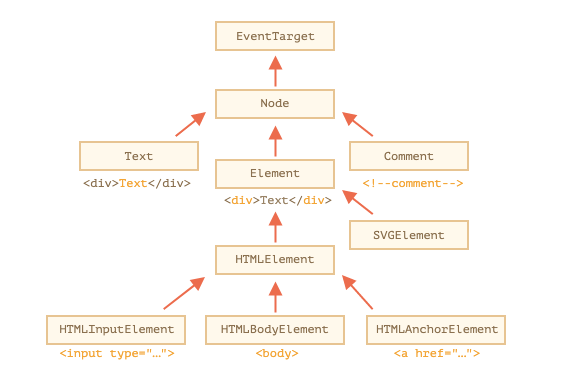 EventTarget
Node
Text
Element
Comment
<div>Text</div>
<div>Text</div>
<!--comment-->
SVGElement
HTMLElement
HTMLInputElement
HTMLBodyElement
HTMLAnchorElement
<input type="…">
<body>
<a href="…">